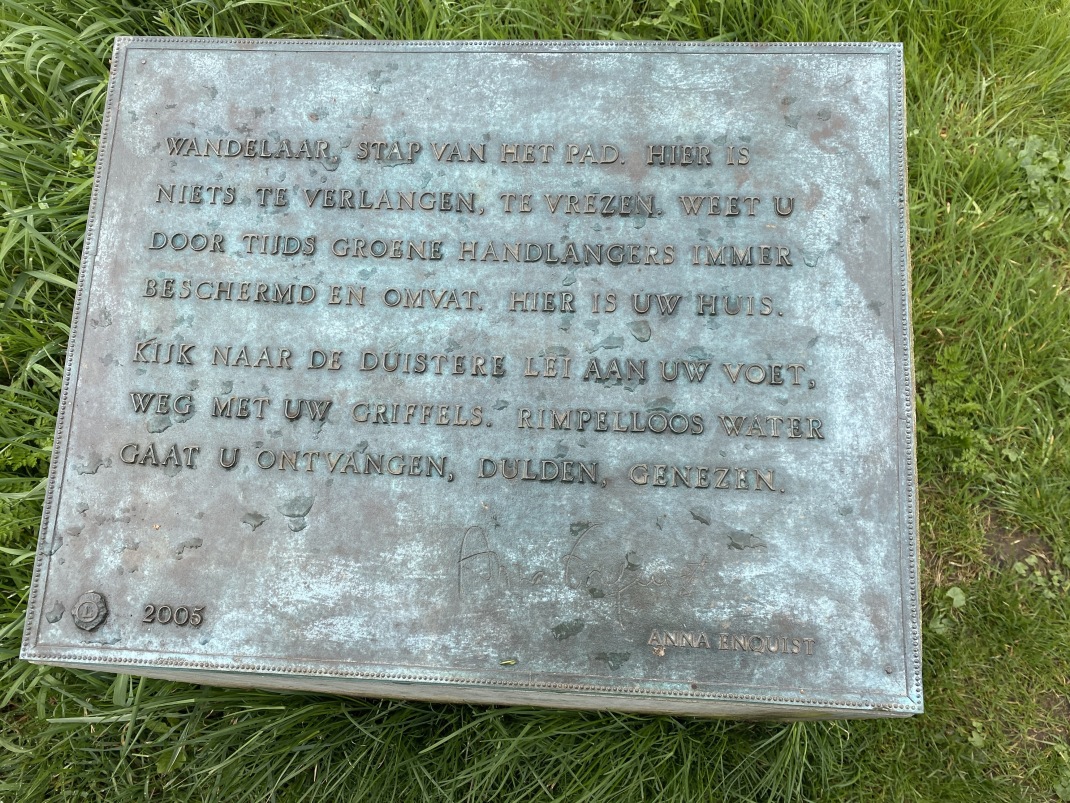 WANDELAAR, STAP VAN HET PAD. HIER IS
NIETS TE VERLANGEN, TE VREZEN. WEET U
DOOR TIJDS GROENE HANDLANGERS IMMER
BESCHERMD EN OMVAT. HIER IS UW HUIS.
KIJK NAAR DE DUISTERE LEI AAN UW VOET,
WEG MET UW GRIFFELS. RIMPELLOOS WATER
GAAT U ONTVANGEN, DULDEN, GENEZEN.
Anna Enquist
L 2005
ANNA ENQUIST